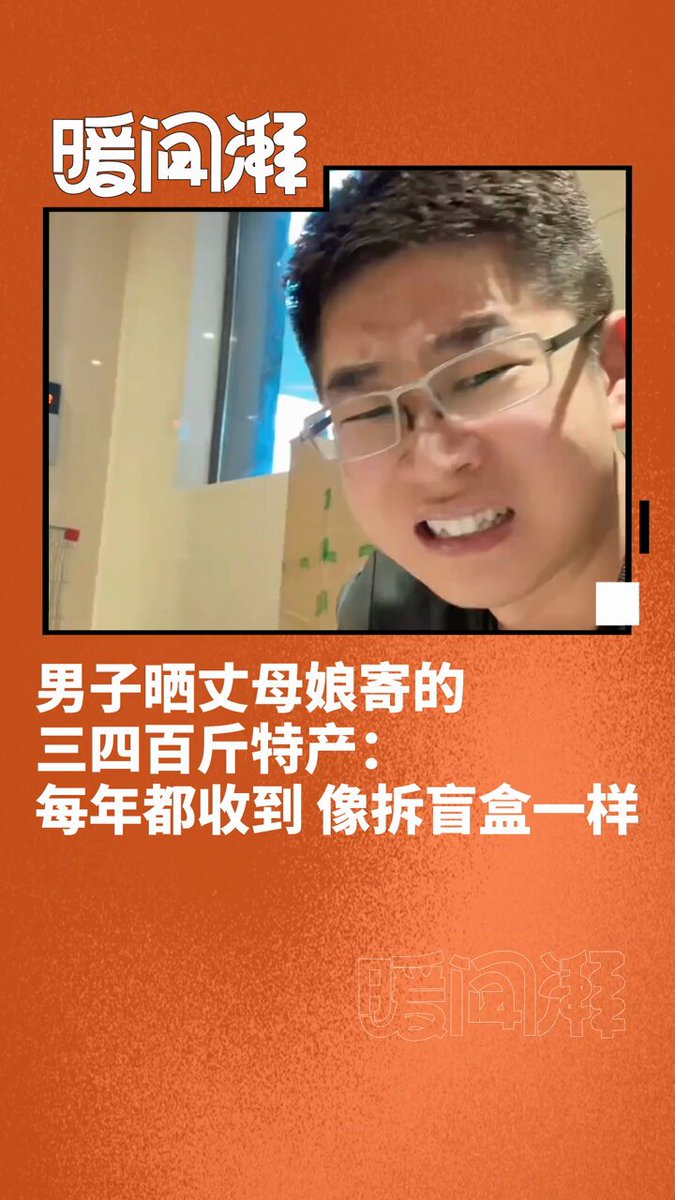 暖闻湃
男子晒丈母娘寄的
三四百斤特产：
每年都收到 像拆盲盒一样
暖闻湃